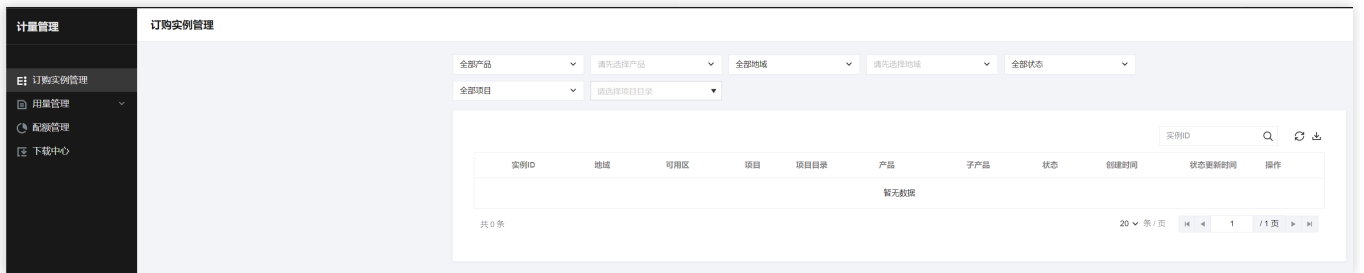 计量管理
订购实例管理
订购实例管理
用量管理
配额管理
下载中心
全部产品 请先选择产品 全部地域 请先选择地域 全部状态
全部项目 请选择项目目录
实例ID
实例ID 地域 可用区 项目 项目目录 产品 子产品 状态 创建时间 状态更新时间 操作
暂无数据
共 0 条
20 条 / 页 1 / 1 页